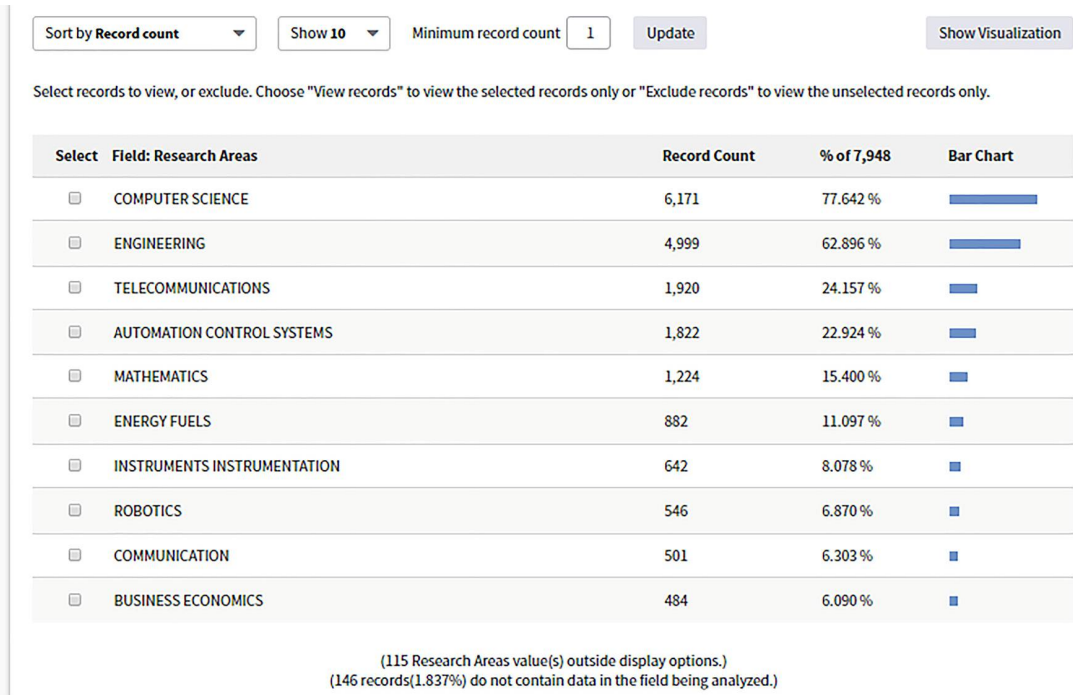 Sort by Record count Show 10 Minimum record count 1 Update Show Visualization
Select records to view, or exclude. Choose "View records" to view the selected records only or "Exclude records" to view the unselected records only.
Select Field: Research Areas Record Count % of 7,948 Bar Chart
COMPUTER SCIENCE 6,171 77.642 %
ENGINEERING 4,999 62.896 %
TELECOMMUNICATIONS 1,920 24.157 %
AUTOMATION CONTROL SYSTEMS 1,822 22.924 %
MATHEMATICS 1,224 15.400 %
ENERGY FUELS 882 11.097 %
INSTRUMENTS INSTRUMENTATION 642 8.078 %
ROBOTICS 546 6.870 %
COMMUNICATION 501 6.303 %
BUSINESS ECONOMICS 484 6.090 %
(115 Research Areas value(s) outside display options.)
(146 records(1.837%) do not contain data in the field being analyzed.)